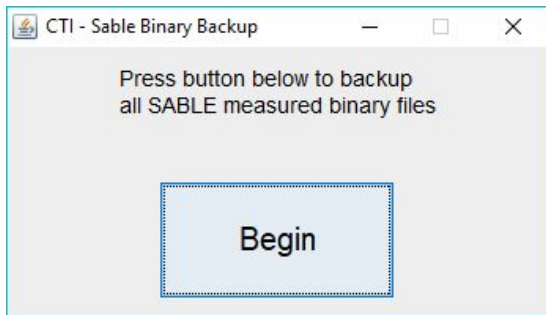 CTI - Sable Binary Backup
Press button below to backup
all SABLE measured binary files
Begin